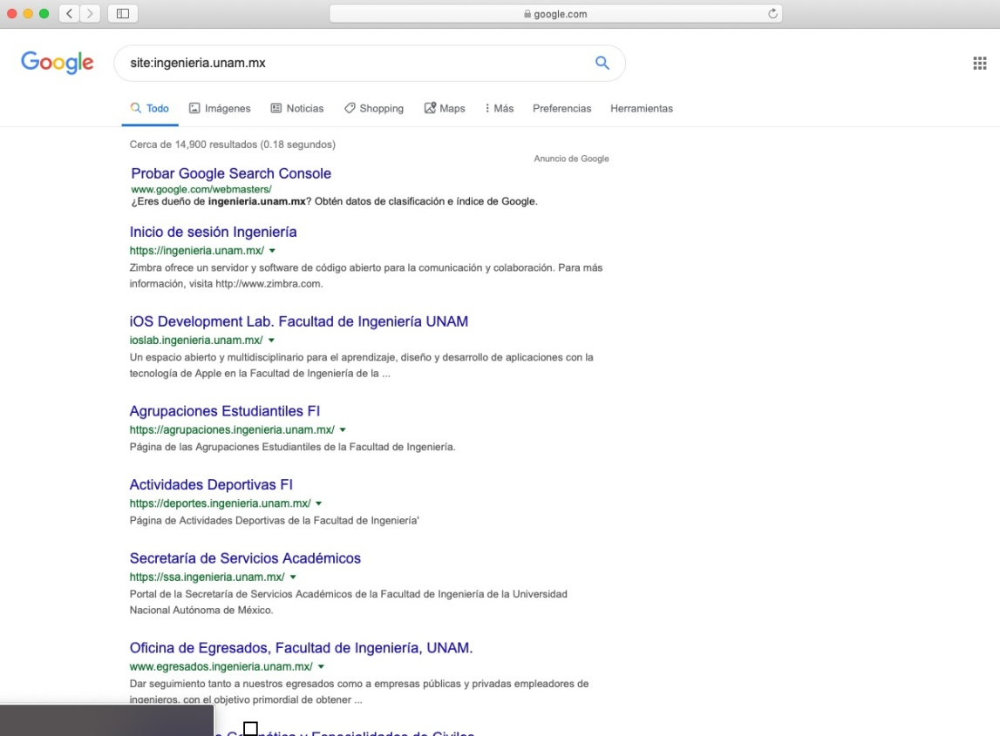 google.com
Google
site:ingenieria.unam.mx
Todo Imágenes Noticias Shopping Maps Más Preferencias Herramientas
Cerca de 14,900 resultados (0.18 segundos)
Anuncio de Google
Probar Google Search Console
www.google.com/webmasters/
¿Eres dueño de ingenieria.unam.mx? Obtén datos de clasificación e índice de Google.
Inicio de sesión Ingeniería
https://ingenieria.unam.mx/
Zimbra ofrece un servidor y software de código abierto para la comunicación y colaboración. Para más
información, visita http://www.zimbra.com.
iOS Development Lab. Facultad de Ingeniería UNAM
ioslab.ingenieria.unam.mx/
Un espacio abierto y multidisciplinario para el aprendizaje, diseño y desarrollo de aplicaciones con la
tecnología de Apple en la Facultad de Ingeniería de la ...
Agrupaciones Estudiantiles FI
https://agrupaciones.ingenieria.unam.mx/
Página de las Agrupaciones Estudiantiles de la Facultad de Ingeniería.
Actividades Deportivas FI
https://deportes.ingenieria.unam.mx/
Página de Actividades Deportivas de la Facultad de Ingeniería'
Secretaría de Servicios Académicos
https://ssa.ingenieria.unam.mx/
Portal de la Secretaría de Servicios Académicos de la Facultad de Ingeniería de la Universidad
Nacional Autónoma de México.
Oficina de Egresados, Facultad de Ingeniería, UNAM.
www.egresados.ingenieria.unam.mx/
Dar seguimiento tanto a nuestros egresados como a empresas públicas y privadas empleadores de
ingenieros, con el objetivo primordial de obtener ...
y Especialidades de Civiles